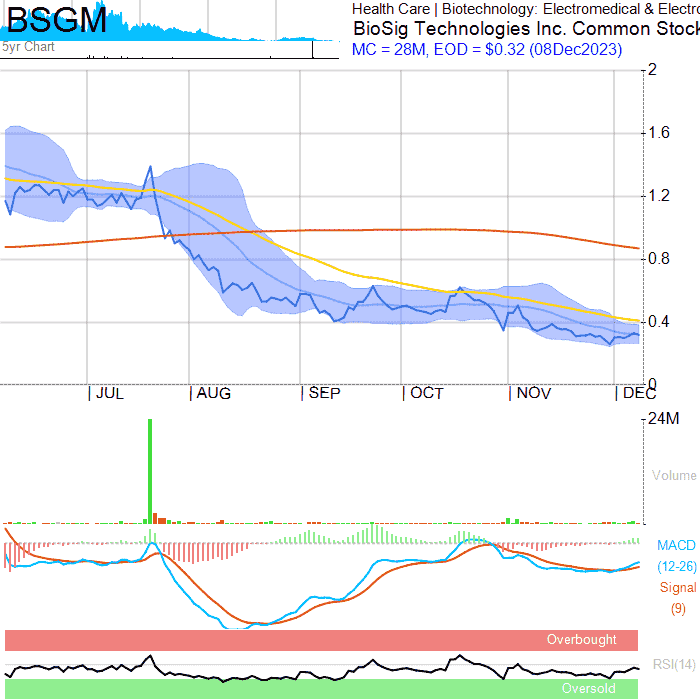 BSGM
5yr Chart
Health Care | Biotechnology: Electromedical & Electro
BioSig Technologies Inc. Common Stock
MC = 28M, EOD = $0.32 (08Dec2023)
2
1.6
1.2
0.8
0.4
0
JUL AUG SEP OCT NOV DEC
24M
Volume
MACD
(12-26)
Signal
(9)
Overbought
RSI(14)
Oversold